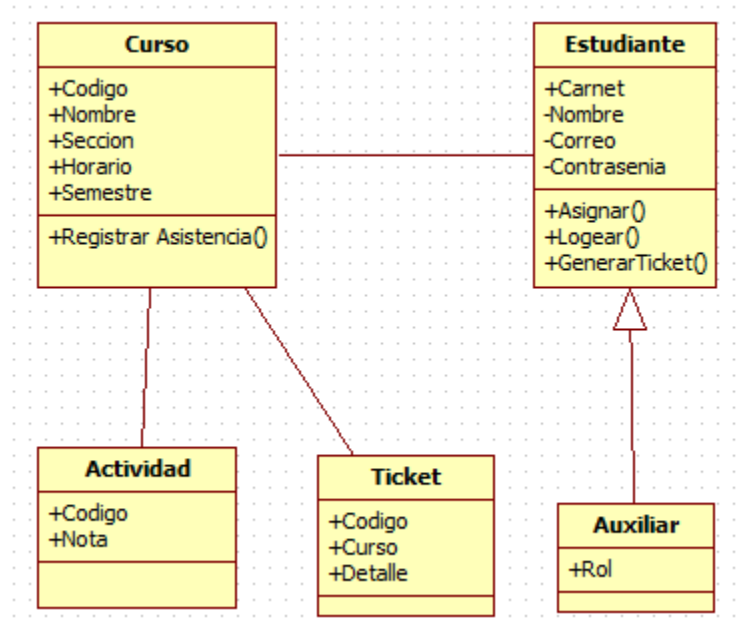 Curso
+Codigo
+Nombre
+Seccion
+Horario
+Semestre
+Registrar Asistencia()
Estudiante
+Carnet
-Nombre
-Correo
-Contrasenia
+Asignar()
+Logear()
+GenerarTicket()
Actividad
+Codigo
+Nota
Ticket
+Codigo
+Curso
+Detalle
Auxiliar
+Rol